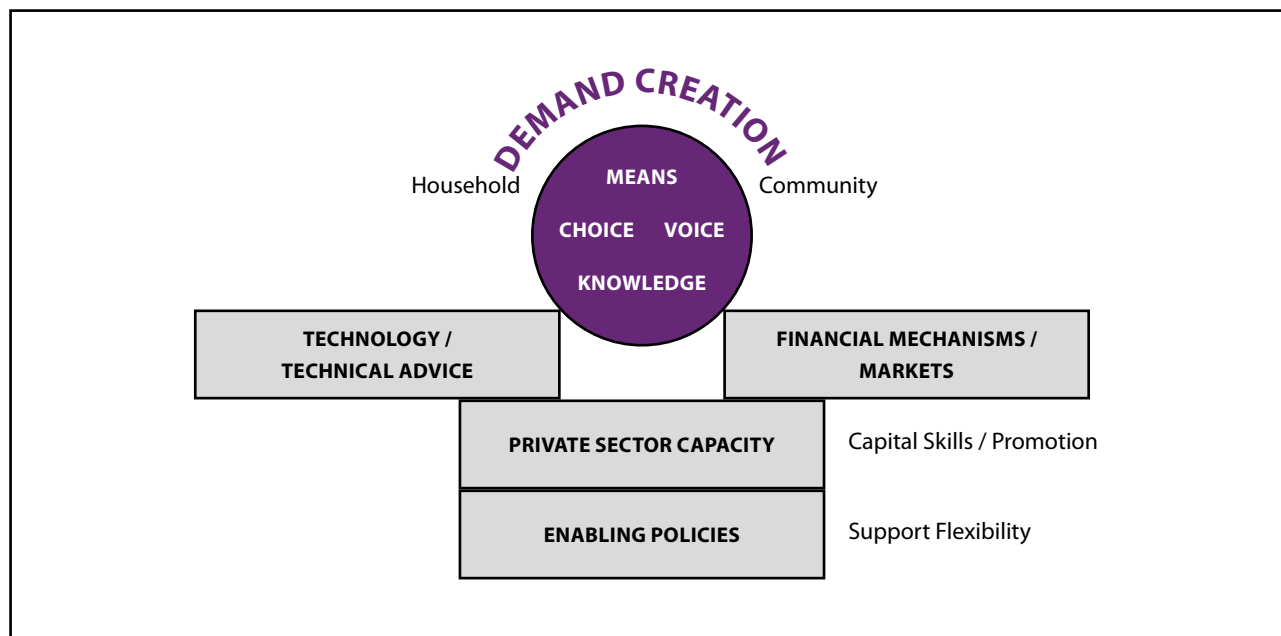 DEMAND CREATION
Household
Community
MEANS
CHOICE VOICE
KNOWLEDGE
TECHNOLOGY /
TECHNICAL ADVICE
FINANCIAL MECHANISMS /
MARKETS
PRIVATE SECTOR CAPACITY
Capital Skills / Promotion
ENABLING POLICIES
Support Flexibility